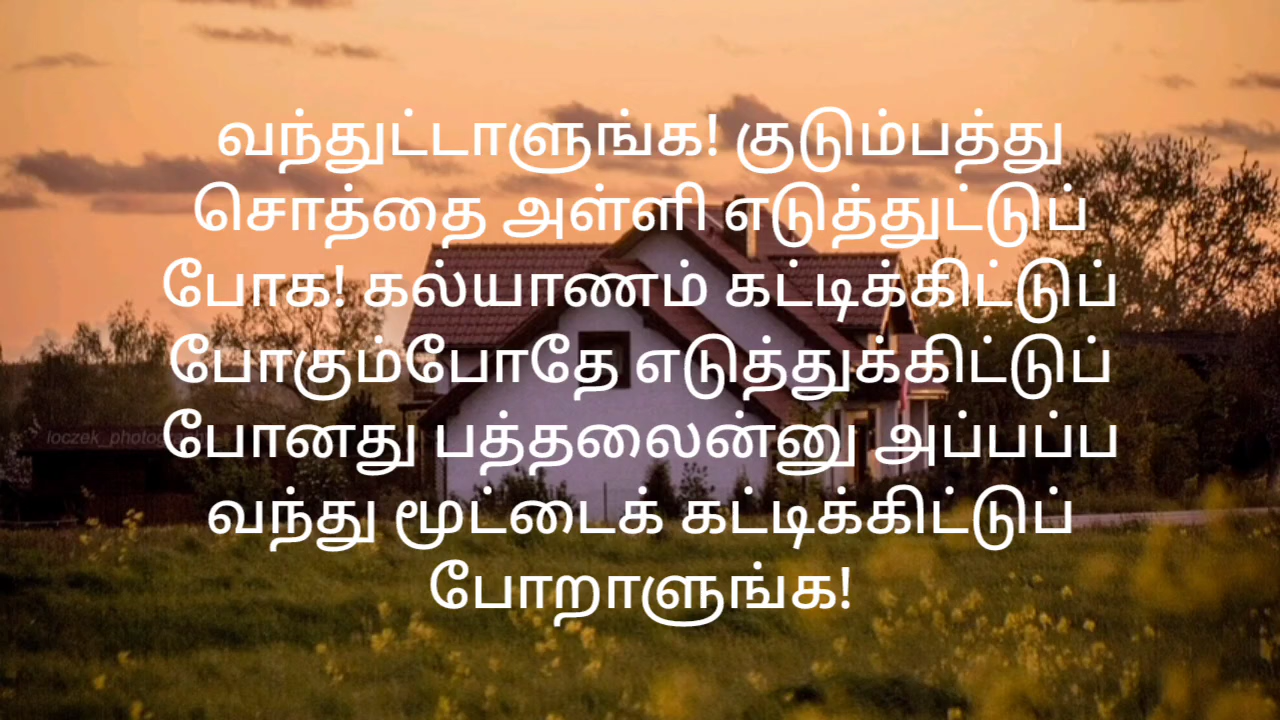 வந்துட்டாளுங்க! குடும்பத்து
சொத்தை அள்ளி எடுத்துட்டுப்
போக! கல்யாணம் கட்டிக்கிட்டுப்
போகும்போதே எடுத்துக்கிட்டுப்
போனது பத்தலைன்னு அப்பப்ப
வந்து மூட்டைக் கட்டிக்கிட்டுப்
போறாளுங்க!